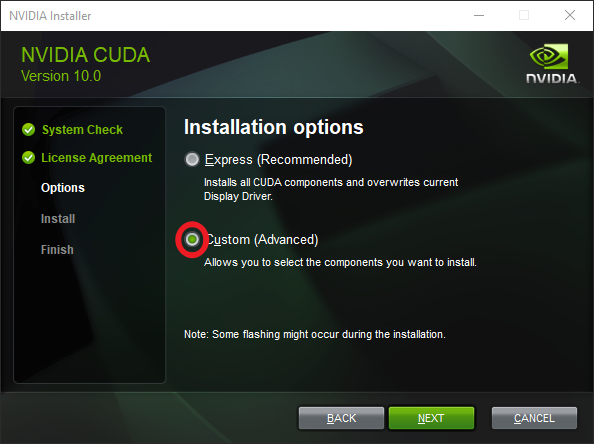 NVIDIA Installer
NVIDIA CUDA
Version 10.0
NVIDIA.
System Check
License Agreement
Options
Install
Finish
Installation options
Express (Recommended)
Installs all CUDA components and overwrites current
Display Driver.
Custom (Advanced)
Allows you to select the components you want to install.
Note: Some flashing might occur during the installation.
BACK
NEXT
CANCEL